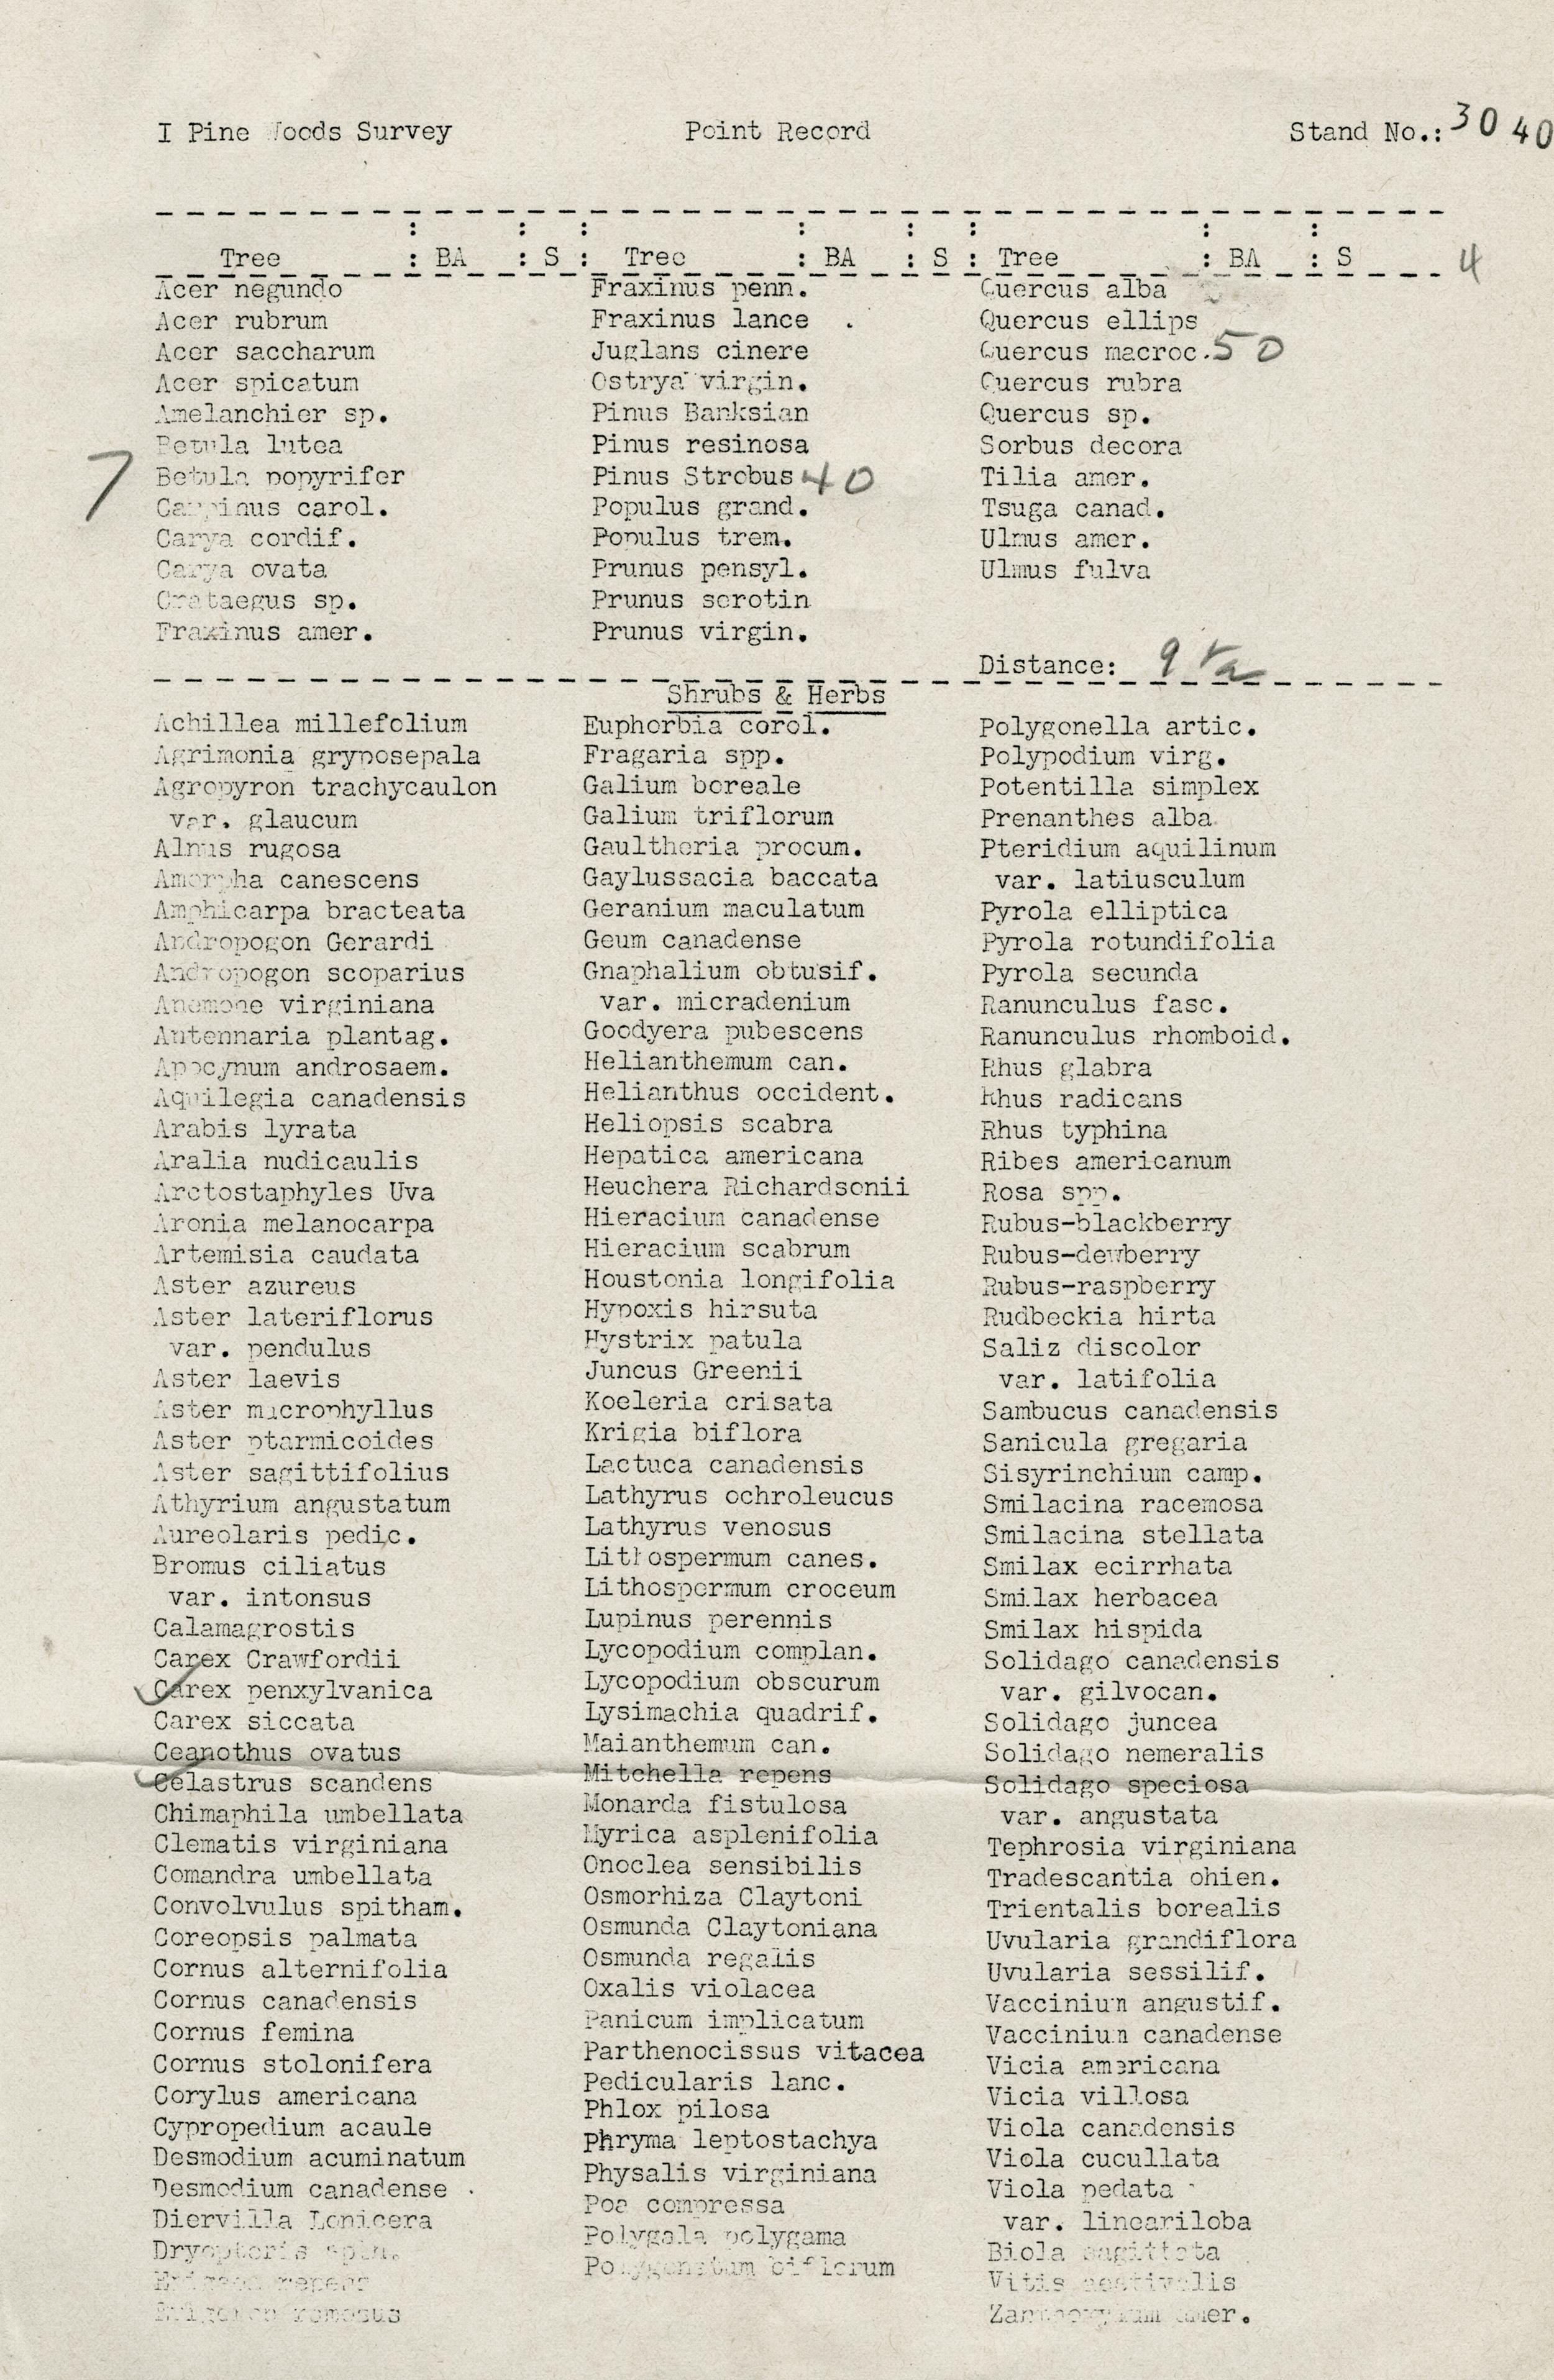 I Pine Woods Survey Point Record Stand No.: 3040
Tree : BA : S : Tree : BA : S : Tree : BA : S
4
Acer negundo Fraxinus penn. Quercus alba
Acer rubrum Fraxinus lance . Quercus ellips
Acer saccharum Juglans cinere Quercus macroc. 50
Acer spicatum Ostrya virgin. Quercus rubra
Amelanchier sp. Pinus Banksian Quercus sp.
Betula lutea Pinus resinosa Sorbus decora
7 Betula popyrifer Pinus Strobus 40 Tilia amer.
Carpinus carol. Populus grand. Tsuga canad.
Carya cordif. Populus trem. Ulmus amer.
Carya ovata Prunus pensyl. Ulmus fulva
Crataegus sp. Prunus serotin
Fraxinus amer. Prunus virgin.
Distance: 9
Shrubs & Herbs
Achillea millefolium Euphorbia corol. Polygonella artic.
Agrimonia gryposepala Fragaria spp. Polypodium virg.
Agropyron trachycaulon Galium boreale Potentilla simplex
var. glaucum Galium triflorum Prenanthes alba
Alnus rugosa Gaultheria procum. Pteridium aquilinum
Amorpha canescens Gaylussacia baccata var. latiusculum
Amphicarpa bracteata Geranium maculatum Pyrola elliptica
Andropogon Gerardi Geum canadense Pyrola rotundifolia
Andropogon scoparius Gnaphalium obtusif. Pyrola secunda
Anemone virginiana var. micradenium Ranunculus fasc.
Antennaria plantag. Goodyera pubescens Ranunculus rhomboid.
Apocynum androsaem. Helianthemum can. Rhus glabra
Aquilegia canadensis Helianthus occident. Rhus radicans
Arabis lyrata Heliopsis scabra Rhus typhina
Aralia nudicaulis Hepatica americana Ribes americanum
Arctostaphyles Uva Heuchera Richardsonii Rosa spp.
Aronia melanocarpa Hieracium canadense Rubus-blackberry
Artemisia caudata Hieracium scabrum Rubus-dewberry
Aster azureus Houstonia longifolia Rubus-raspberry
Aster lateriflorus Hypoxis hirsuta Rudbeckia hirta
var. pendulus Hystrix patula Saliz discolor
Aster laevis Juncus Greenii var. latifolia
Aster macrophyllus Koeleria crisata Sambucus canadensis
Aster ptarmicoides Krigia biflora Sanicula gregaria
Aster sagittifolius Lactuca canadensis Sisyrinchium camp.
Athyrium angustatum Lathyrus ochroleucus Smilacina racemosa
Aureolaris pedic. Lathyrus venosus Smilacina stellata
Bromus ciliatus Lithospermum canes. Smilax ecirrhata
var. intonsus Lithospermum croceum Smilax herbacea
Calamagrostis Lupinus perennis Smilax hispida
Carex Crawfordii Lycopodium complan. Solidago canadensis
✓ Carex penxylvanica Lycopodium obscurum var. gilvocan.
Carex siccata Lysimachia quadrif. Solidago juncea
Ceanothus ovatus Maianthemum can. Solidago nemeralis
✓ Celastrus scandens Mitchella repens Solidago speciosa
Chimaphila umbellata Monarda fistulosa var. angustata
Clematis virginiana Myrica asplenifolia Tephrosia virginiana
Comandra umbellata Onoclea sensibilis Tradescantia ohien.
Convolvulus spitham. Osmorhiza Claytoni Trientalis borealis
Coreopsis palmata Osmunda Claytoniana Uvularia grandiflora
Cornus alternifolia Osmunda regalis Uvularia sessilif.
Cornus canadensis Oxalis violacea Vaccinium angustif.
Cornus femina Panicum implicatum Vaccinium canadense
Cornus stolonifera Parthenocissus vitacea Vicia americana
Corylus americana Pedicularis lanc. Vicia villosa
Cypropedium acaule Phlox pilosa Viola canadensis
Desmodium acuminatum Phryma leptostachya Viola cucullata
Desmodium canadense Physalis virginiana Viola pedata
Diervilla Lonicera Poa compressa var. lineariloba
Dryopteris spin. Polygala polygama Biola sagittata
Epigaea repens Polygonatum biflorum Vitis aestivalis
Erigeron ramosus Zanthoxylum amer.